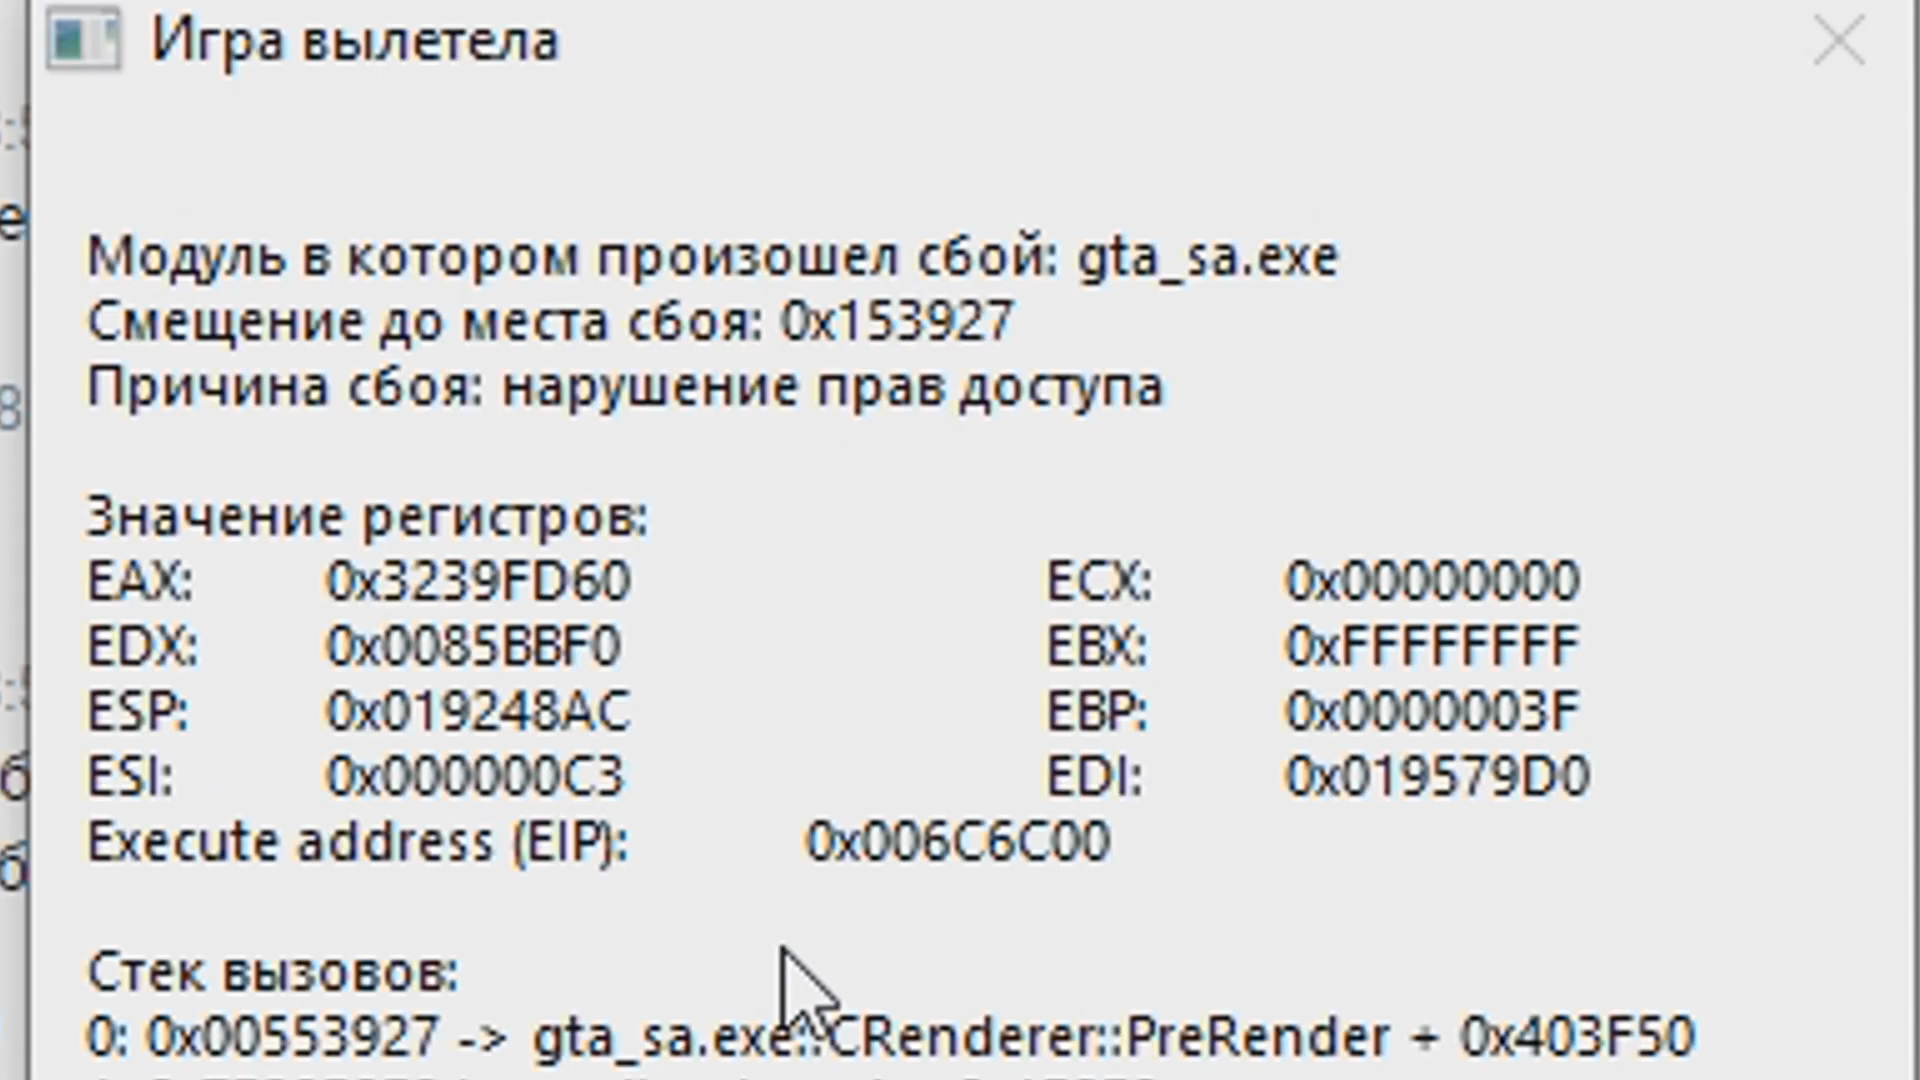 Игра вылетела
Модуль в котором произошел сбой: gta_sa.exe
Смещение до места сбоя: 0x153927
Причина сбоя: нарушение прав доступа
Значение регистров:
EAX: 0x3239FD60 ECX: 0x00000000
EDX: 0x0085BBF0 EBX: 0xFFFFFFFF
ESP: 0x019248AC EBP: 0x0000003F
ESI: 0x000000C3 EDI: 0x019579D0
Execute address (EIP): 0x006C6C00
Стек вызовов:
0: 0x00553927 -> gta_sa.exe::CRenderer::PreRender + 0x403F50